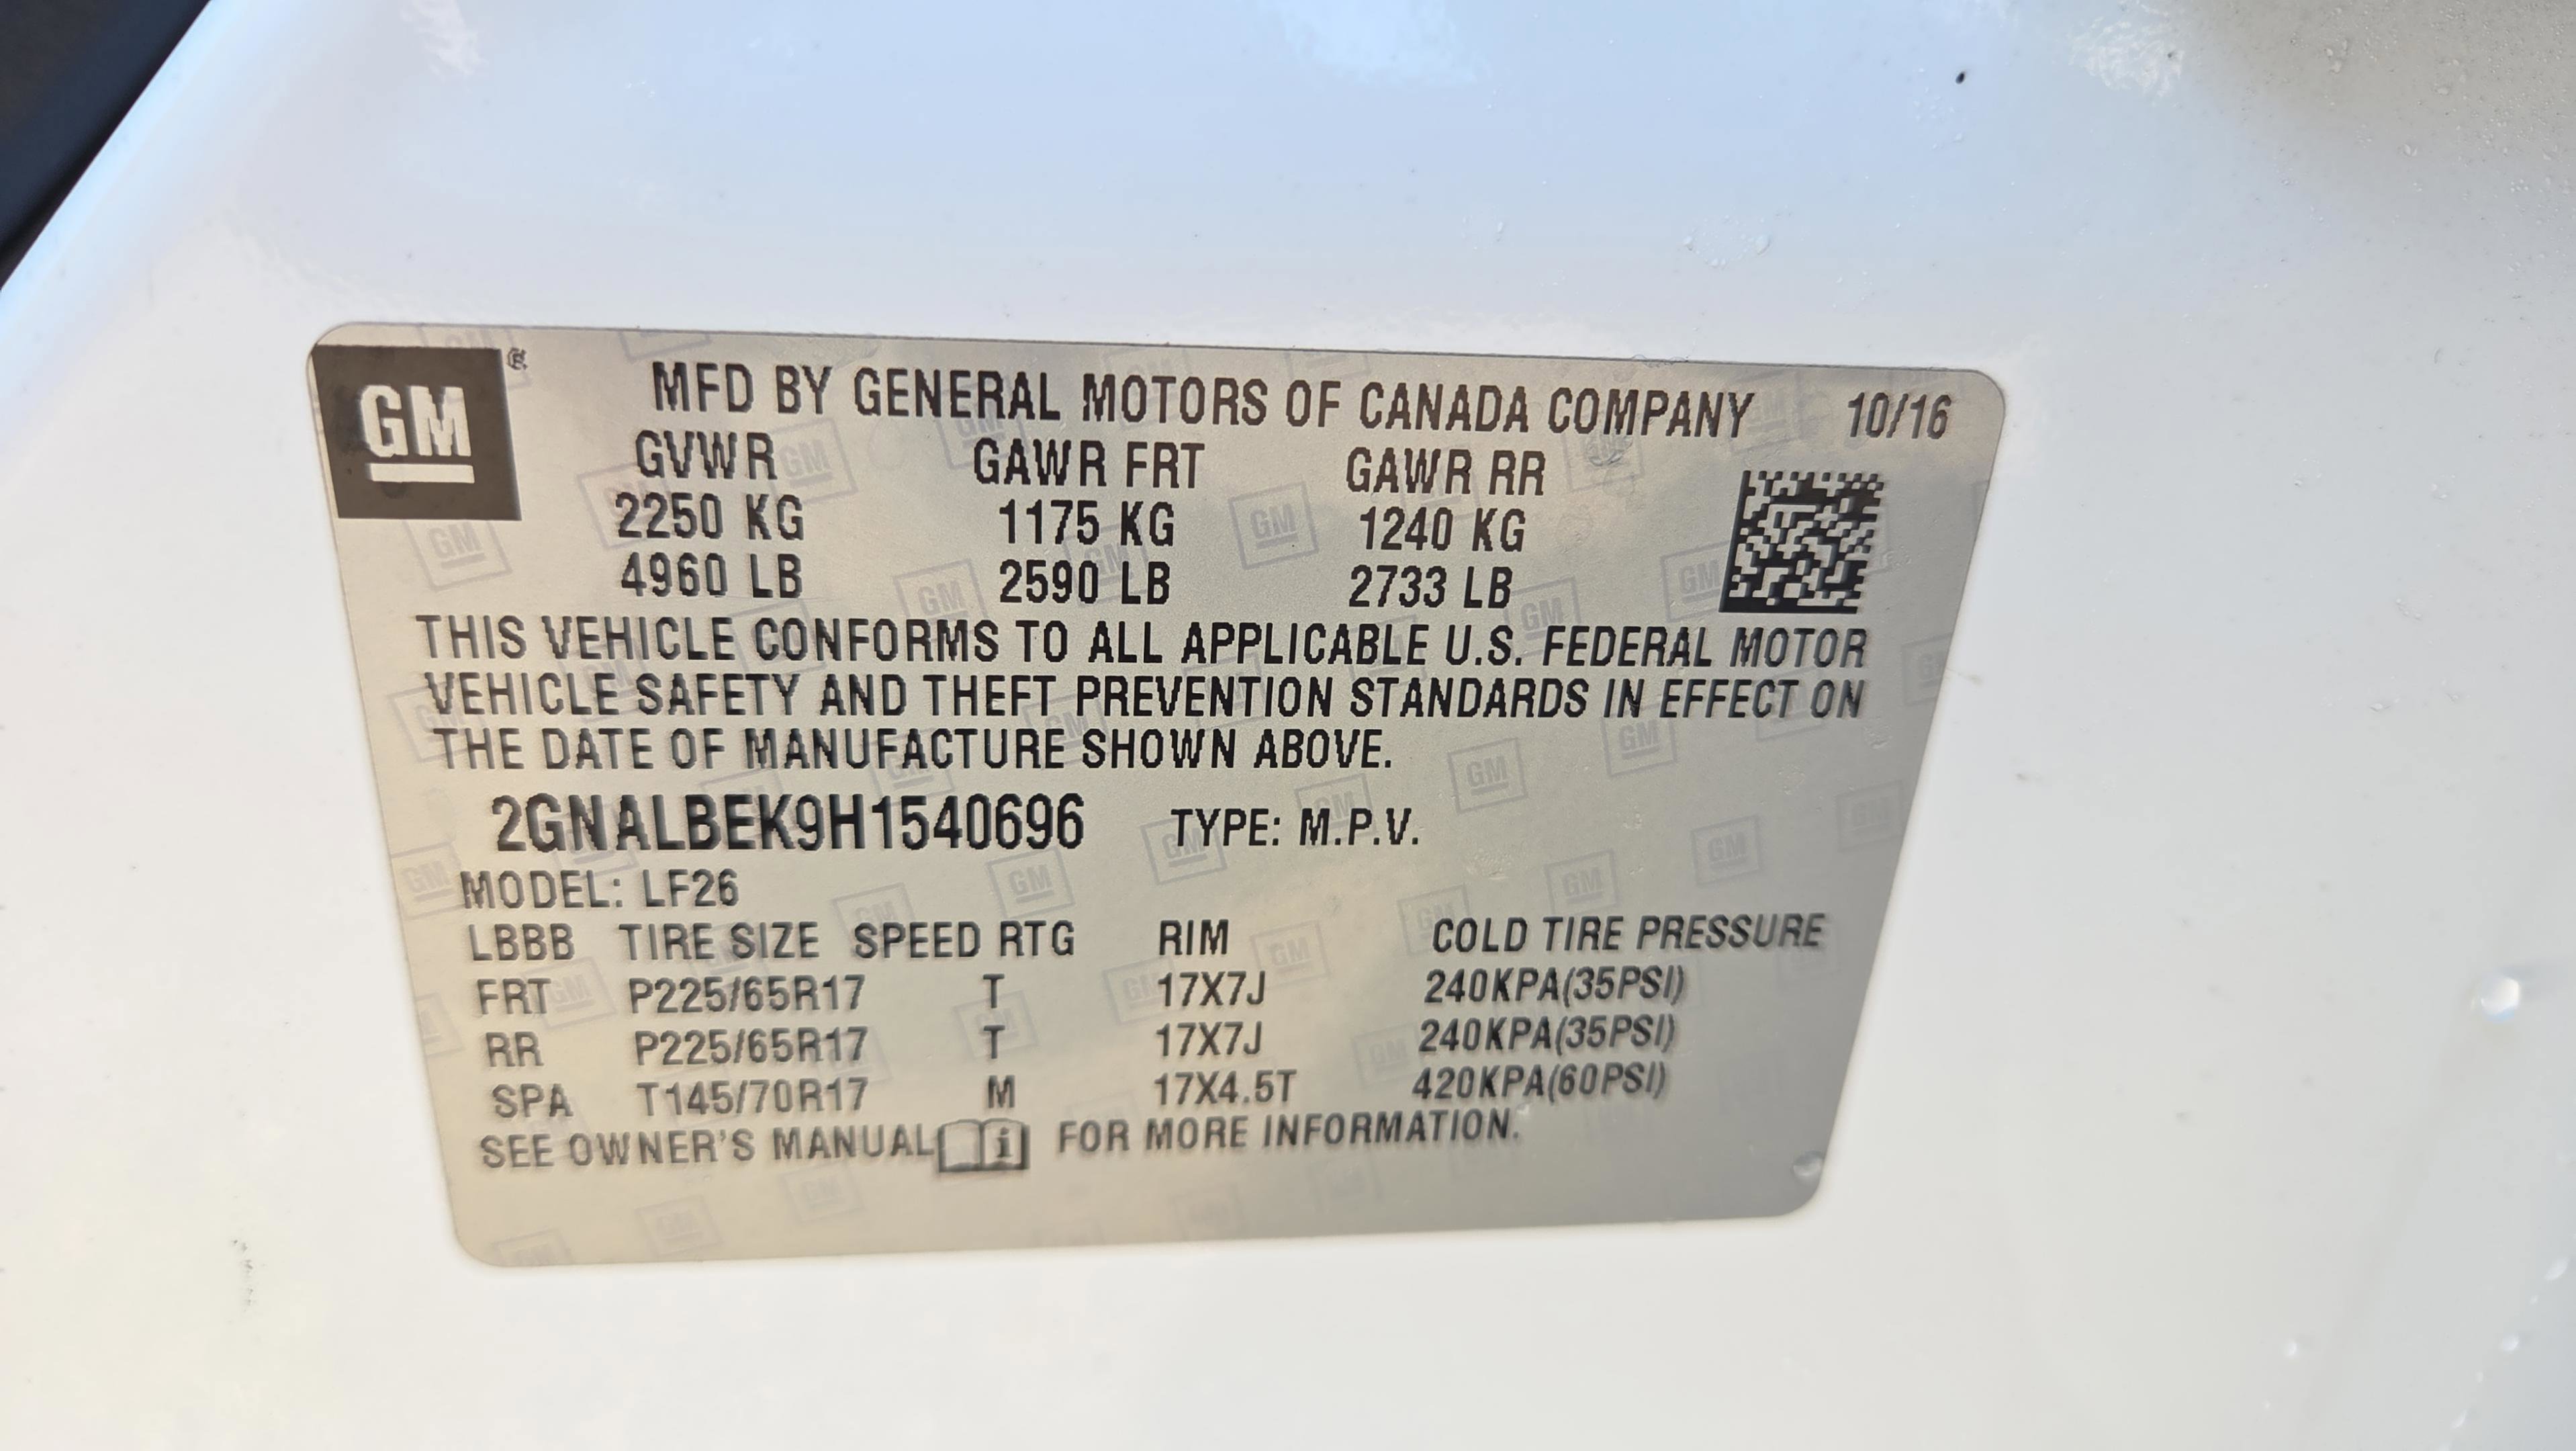 GM ®
MFD BY GENERAL MOTORS OF CANADA COMPANY 10/16
GVWR GAWR FRT GAWR RR
2250 KG 1175 KG 1240 KG
4960 LB 2590 LB 2733 LB
THIS VEHICLE CONFORMS TO ALL APPLICABLE U.S. FEDERAL MOTOR
VEHICLE SAFETY AND THEFT PREVENTION STANDARDS IN EFFECT ON
THE DATE OF MANUFACTURE SHOWN ABOVE.
2GNALBEK9H1540696 TYPE: M.P.V.
MODEL: LF26
LBBB TIRE SIZE SPEED RTG RIM COLD TIRE PRESSURE
FRT P225/65R17 T 17X7J 240KPA(35PSI)
RR P225/65R17 T 17X7J 240KPA(35PSI)
SPA T145/70R17 M 17X4.5T 420KPA(60PSI)
SEE OWNER'S MANUAL i FOR MORE INFORMATION.